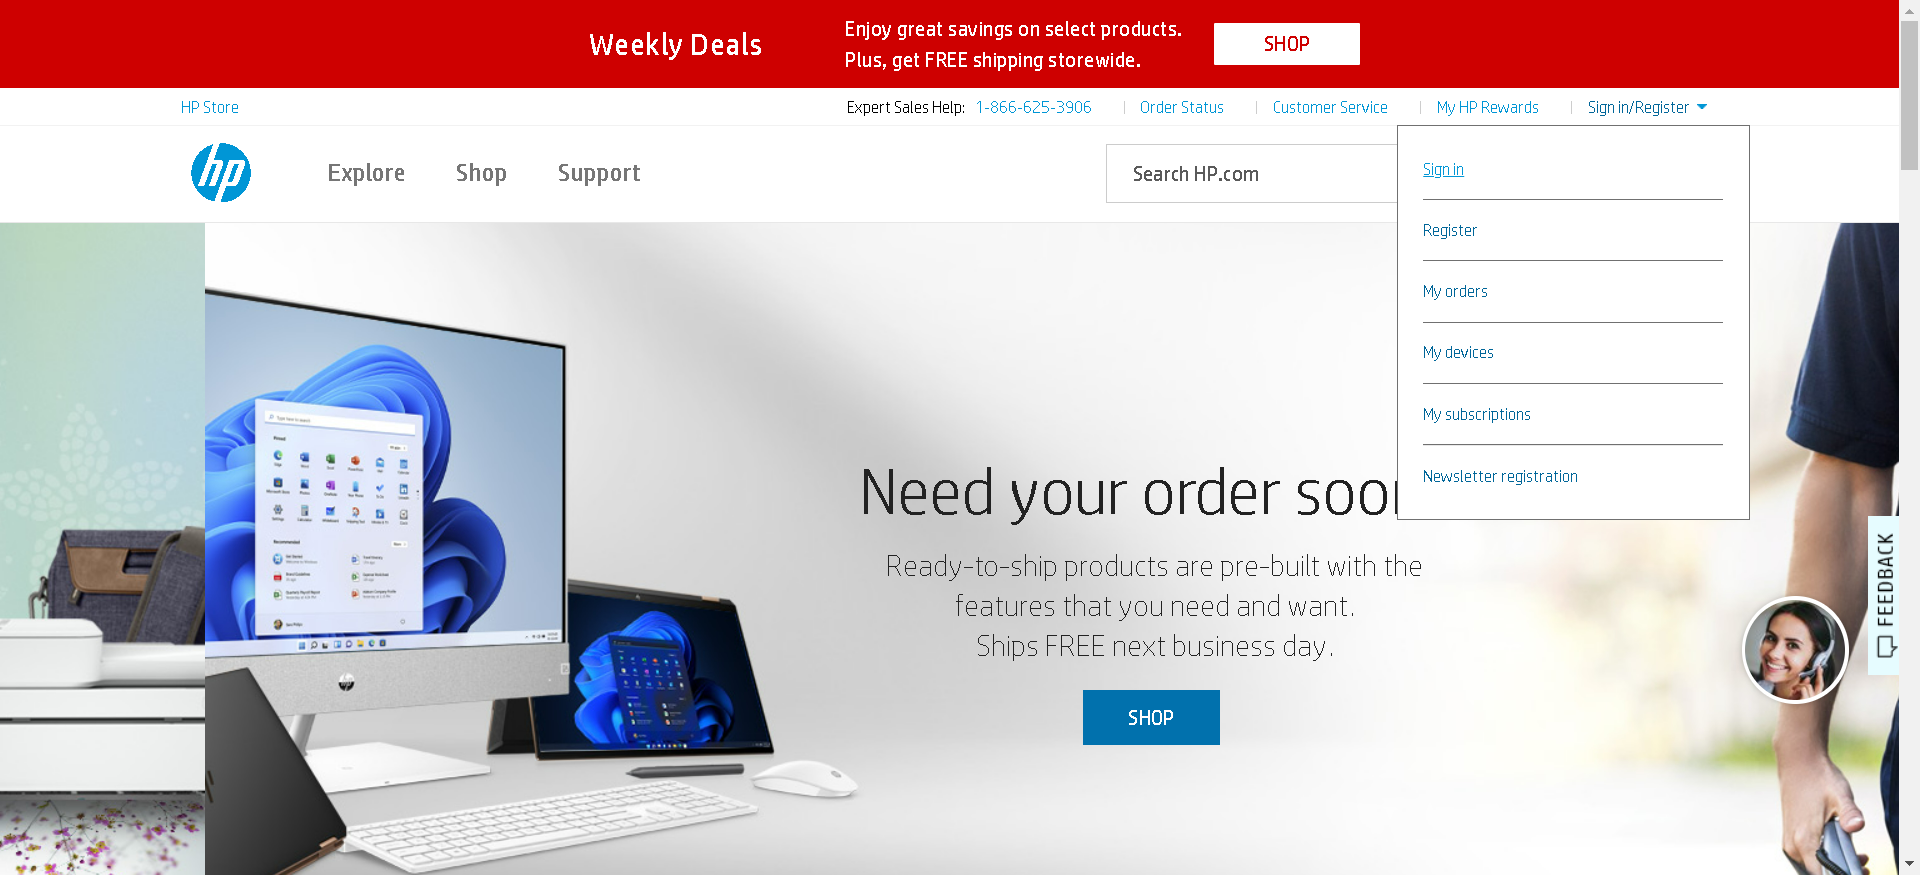 Weekly Deals
Enjoy great savings on select products.
Plus, get FREE shipping storewide.
SHOP
HP Store
Expert Sales Help: 1-866-625-3906
Order Status
Customer Service
My HP Rewards
Sign in/Register
hp
Explore
Shop
Support
Search HP.com
Sign in
Register
My orders
My devices
My subscriptions
Newsletter registration
Need your order soo
Ready-to-ship products are pre-built with the
features that you need and want.
Ships FREE next business day.
SHOP
FEEDBACK